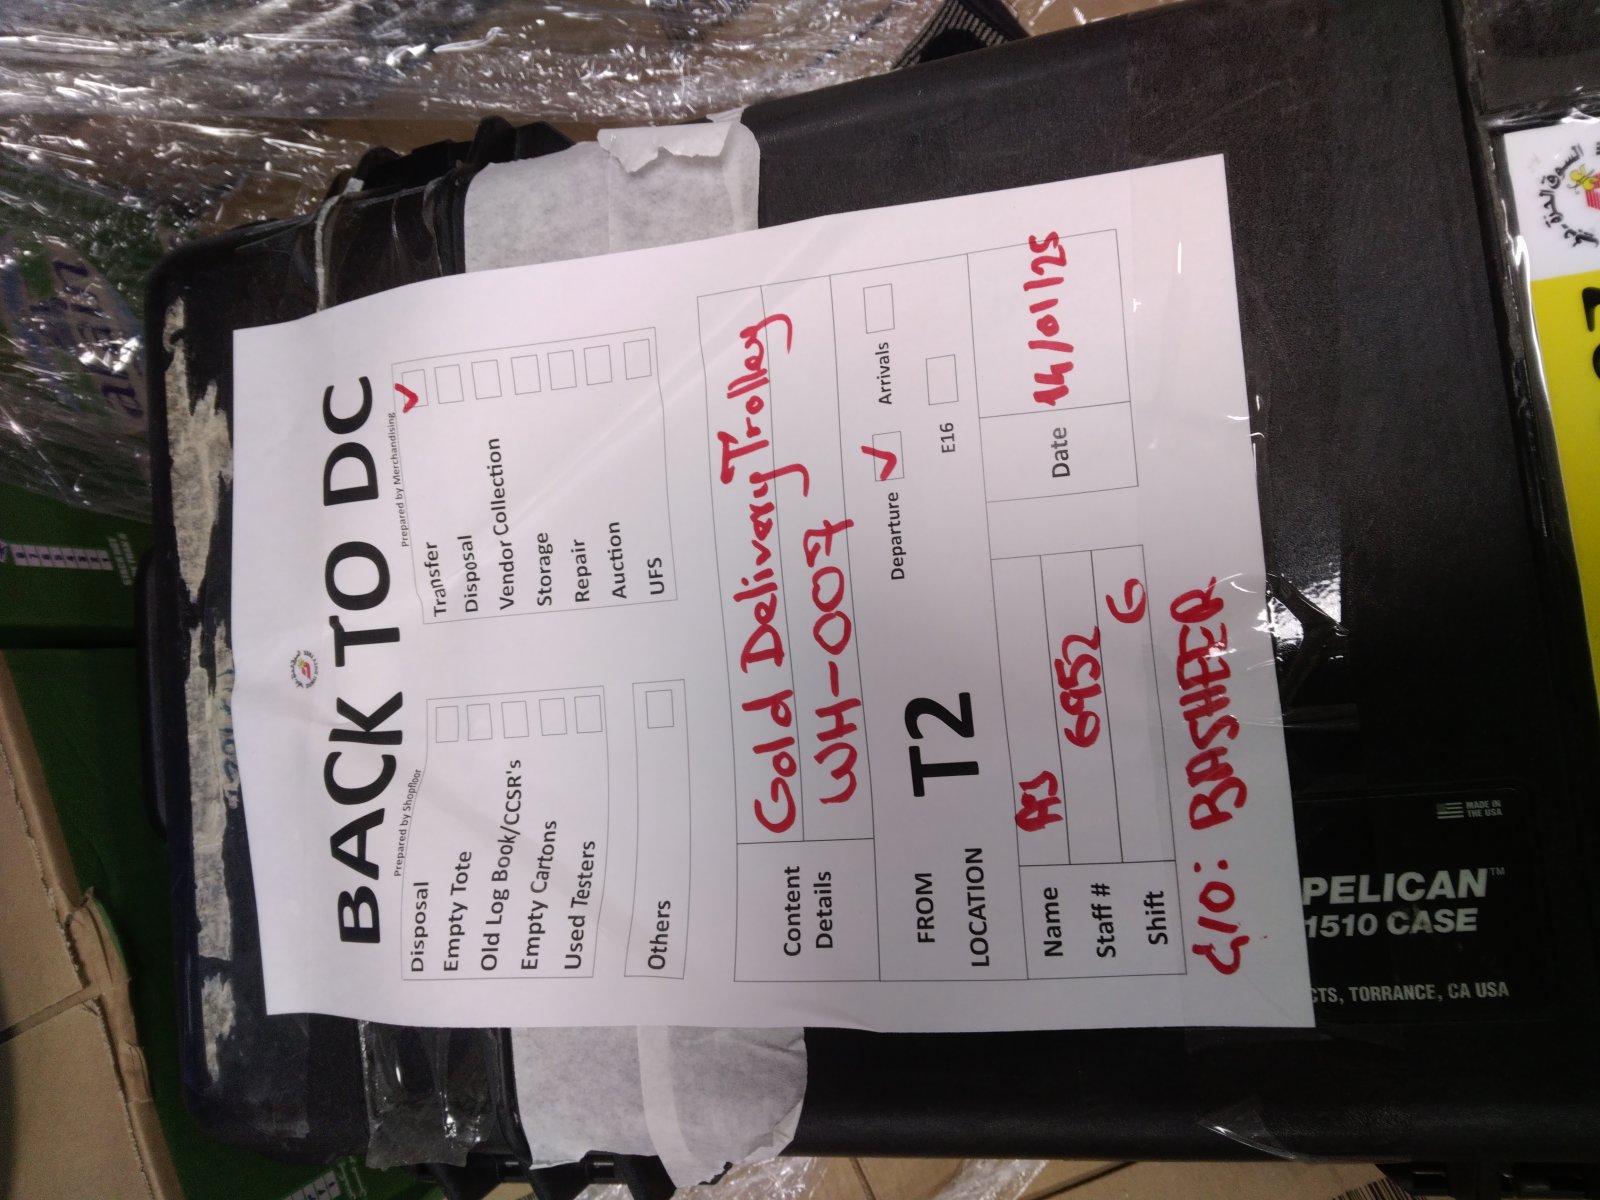 BACK TO DC
Prepared by Shopfloor
Disposal
Empty Tote
Old Log Book/CCSR's
Empty Cartons
Used Testers
Others
Prepared by Merchandising
Transfer ✓
Disposal
Vendor Collection
Storage
Repair
Auction
UFS
Content Details
Gold Delivery Trolley
WH-007
FROM LOCATION
T2
Departure ✓ Arrivals
E16
Name
Staff # 6952
Shift G
Date 14/01/25
C/O: BASHEER
PELICAN™
1510 CASE
MADE IN
THE USA
CTS, TORRANCE, CA USA
السوق الحرة